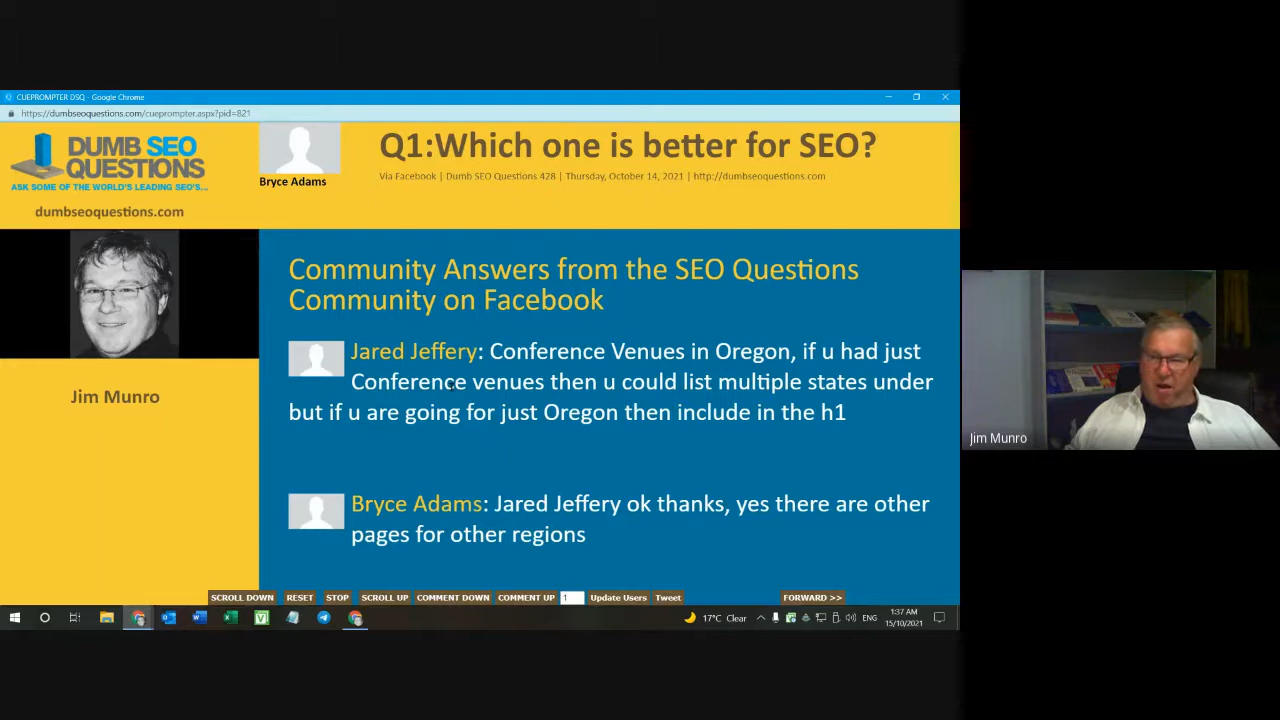 CUEPROMPTER DSQ - Google Chrome
https://dumbseoquestions.com/cueprompter.aspx?pid=821
DUMB SEO
QUESTIONS
ASK SOME OF THE WORLD'S LEADING SEO'S...
dumbseoquestions.com
Bryce Adams
Q1:Which one is better for SEO?
Via Facebook | Dumb SEO Questions 428 | Thursday, October 14, 2021 | http://dumbseoquestions.com
Jim Munro
Community Answers from the SEO Questions
Community on Facebook
Jared Jeffery: Conference Venues in Oregon, if u had just
Conference venues then u could list multiple states under
but if u are going for just Oregon then include in the h1
Bryce Adams: Jared Jeffery ok thanks, yes there are other
pages for other regions
Jim Munro
SCROLL DOWN RESET STOP SCROLL UP COMMENT DOWN COMMENT UP 1 Update Users Tweet FORWARD >>
17°C Clear ENG
1:37 AM
15/10/2021